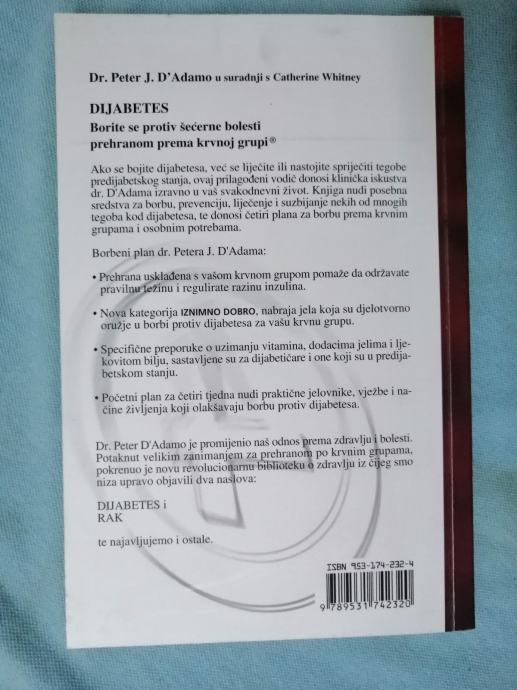 Dr. Peter J. D'Adamo u suradnji s Catherine Whitney
DIJABETES
Borite se protiv šećerne bolesti
prehranom prema krvnoj grupi®
Ako se bojite dijabetesa, već se liječite ili nastojite spriječiti tegobe
predijabetskog stanja, ovaj prilagođeni vodič donosi klinička iskustva
dr. D'Adama izravno u vaš svakodnevni život. Knjiga nudi posebna
sredstva za borbu, prevenciju, liječenje i suzbijanje nekih od mnogih
tegoba kod dijabetesa, te donosi četiri plana za borbu prema krvnim
grupama i osobnim potrebama.
Borbeni plan dr. Petera J. D'Adama:
• Prehrana usklađena s vašom krvnom grupom pomaže da održavate
pravilnu težinu i regulirate razinu inzulina.
• Nova kategorija IZNIMNO DOBRO, nabraja jela koja su djelotvorno
oružje u borbi protiv dijabetesa za vašu krvnu grupu.
• Specifične preporuke o uzimanju vitamina, dodacima jelima i lje-
kovitom bilju, sastavljene su za dijabetičare i one koji su u predija-
betskom stanju.
• Početni plan za četiri tjedna nudi praktične jelovnike, vježbe i na-
čine življenja koji olakšavaju borbu protiv dijabetesa.
Dr. Peter D'Adamo je promijenio naš odnos prema zdravlju i bolesti.
Potaknut velikim zanimanjem za prehranom po krvnim grupama,
pokrenuo je novu revolucionarnu biblioteku o zdravlju iz čijeg smo
niza upravo objavili dva naslova:
DIJABETES i
RAK
te najavljujemo i ostale.
ISBN 953-174-232-4
9 789531 742320